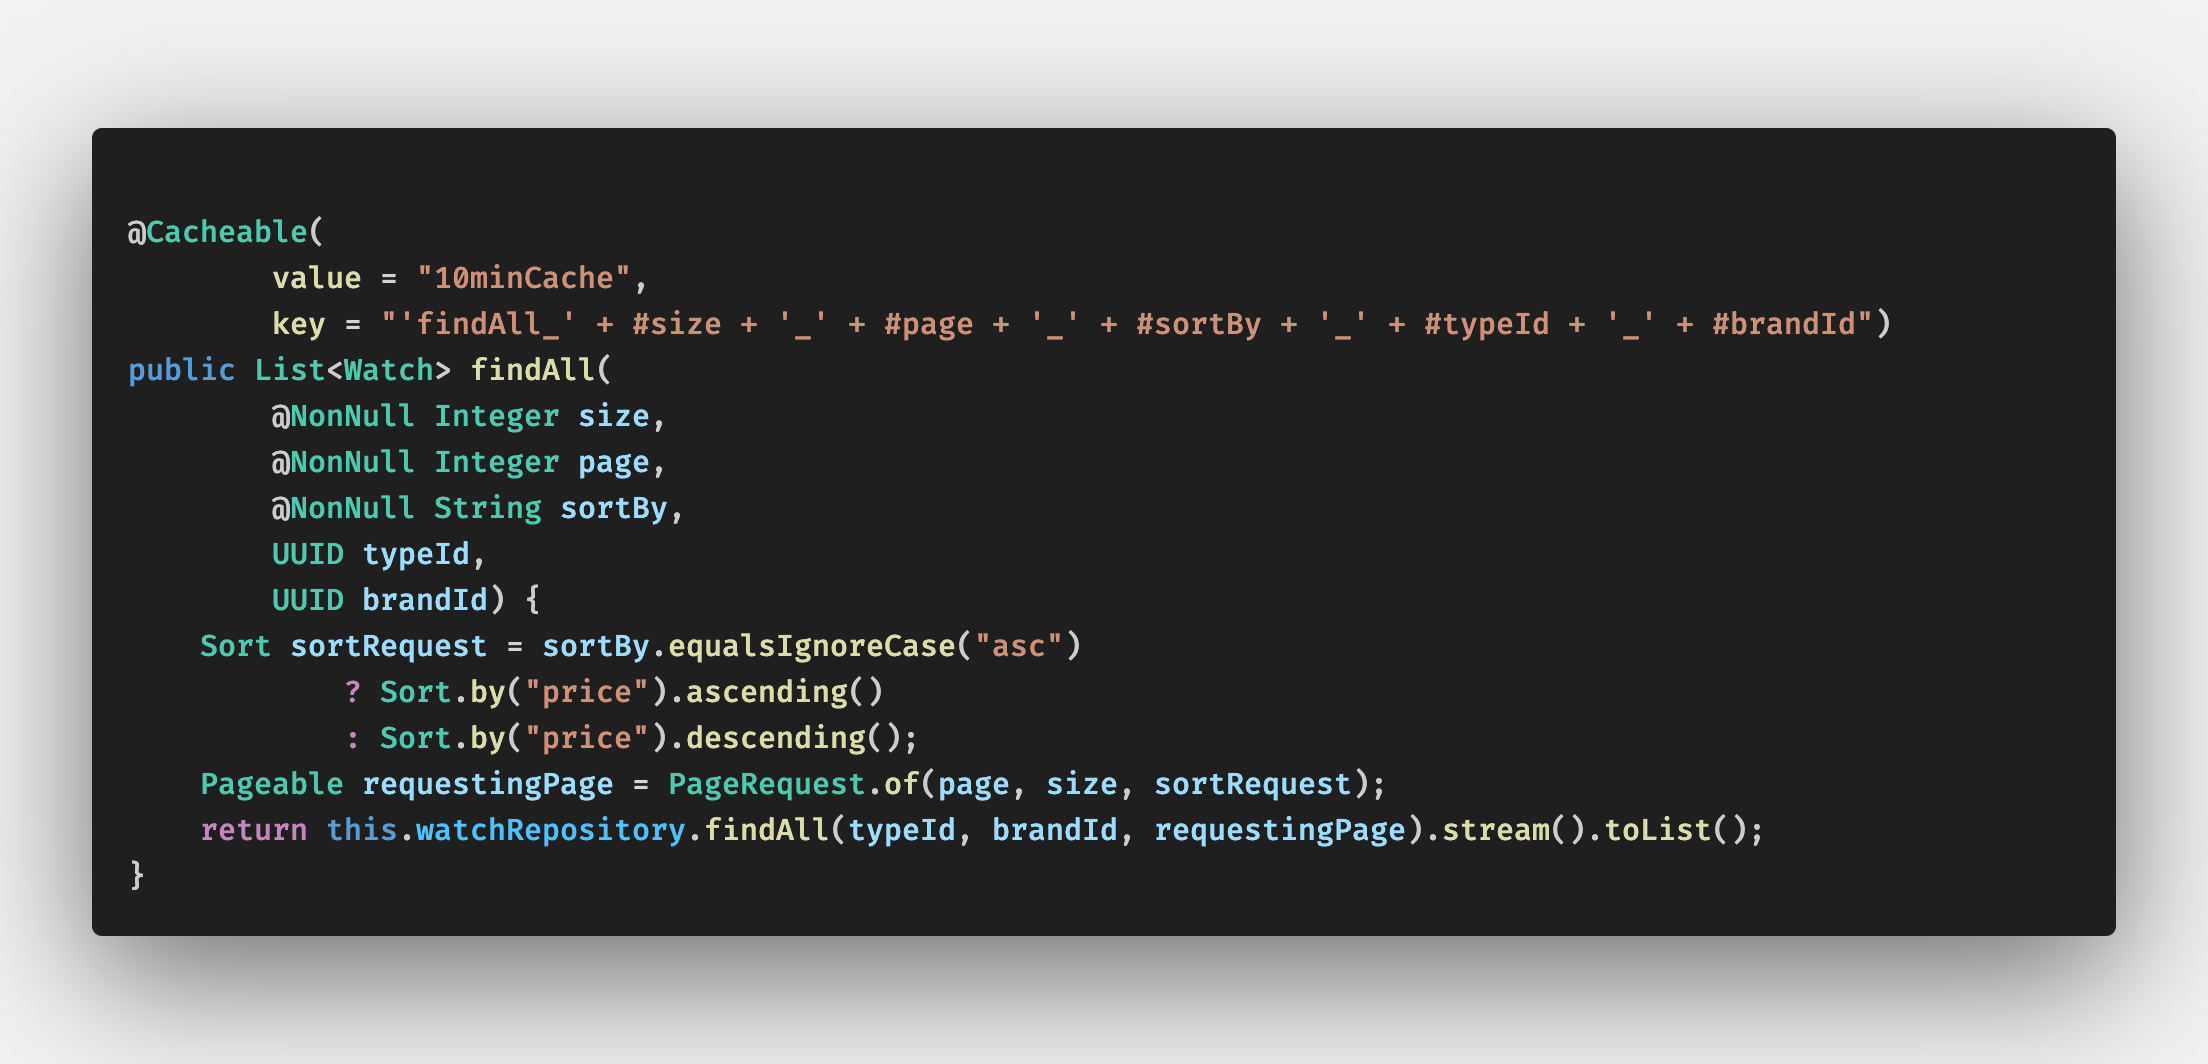 @Cacheable(
        value = "10minCache",
        key = "'findAll_' + #size + '_' + #page + '_' + #sortBy + '_' + #typeId + '_' + #brandId")
public List<Watch> findAll(
        @NonNull Integer size,
        @NonNull Integer page,
        @NonNull String sortBy,
        UUID typeId,
        UUID brandId) {
    Sort sortRequest = sortBy.equalsIgnoreCase("asc")
            ? Sort.by("price").ascending()
            : Sort.by("price").descending();
    Pageable requestingPage = PageRequest.of(page, size, sortRequest);
    return this.watchRepository.findAll(typeId, brandId, requestingPage).stream().toList();
}